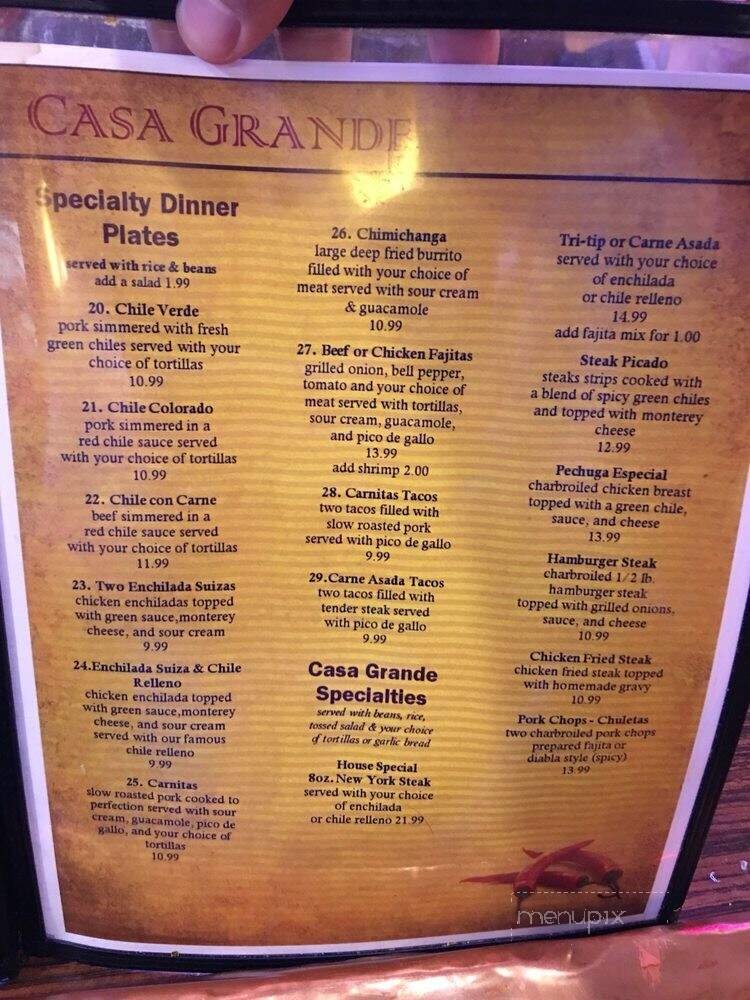 CASA GRANDE
Specialty Dinner
Plates
served with rice & beans
add a salad 1.99
20. Chile Verde
pork simmered with fresh
green chiles served with your
choice of tortillas
10.99
21. Chile Colorado
pork simmered in a
red chile sauce served
with your choice of tortillas
10.99
22. Chile con Carne
beef simmered in a
red chile sauce served
with your choice of tortillas
11.99
23. Two Enchilada Suizas
chicken enchiladas topped
with green sauce,monterey
cheese, and sour cream
9.99
24.Enchilada Suiza & Chile
Relleno
chicken enchilada topped
with green sauce,monterey
cheese, and sour cream
served with our famous
chile relleno
9.99
25. Carnitas
slow roasted pork cooked to
perfection served with sour
cream, guacamole, pico de
gallo, and your choice of
tortillas
10.99
26. Chimichanga
large deep fried burrito
filled with your choice of
meat served with sour cream
& guacamole
10.99
27. Beef or Chicken Fajitas
grilled onion, bell pepper,
tomato and your choice of
meat served with tortillas,
sour cream, guacamole,
and pico de gallo
13.99
add shrimp 2.00
28. Carnitas Tacos
two tacos filled with
slow roasted pork
served with pico de gallo
9.99
29.Carne Asada Tacos
two tacos filled with
tender steak served
with pico de gallo
9.99
Casa Grande
Specialties
served with beans, rice,
tossed salad & your choice
of tortillas or garlic bread
House Special
8oz. New York Steak
served with your choice
of enchilada
or chile relleno 21.99
Tri-tip or Carne Asada
served with your choice
of enchilada
or chile relleno
14.99
add fajita mix for 1.00
Steak Picado
steaks strips cooked with
a blend of spicy green chiles
and topped with monterey
cheese
12.99
Pechuga Especial
charbroiled chicken breast
topped with a green chile,
sauce, and cheese
13.99
Hamburger Steak
charbroiled 1/2 lb.
hamburger steak
topped with grilled onions,
sauce, and cheese
10.99
Chicken Fried Steak
chicken fried steak topped
with homemade gravy
10.99
Pork Chops - Chuletas
two charbroiled pork chops
prepared fajita or
diabla style (spicy)
13.99
menupix